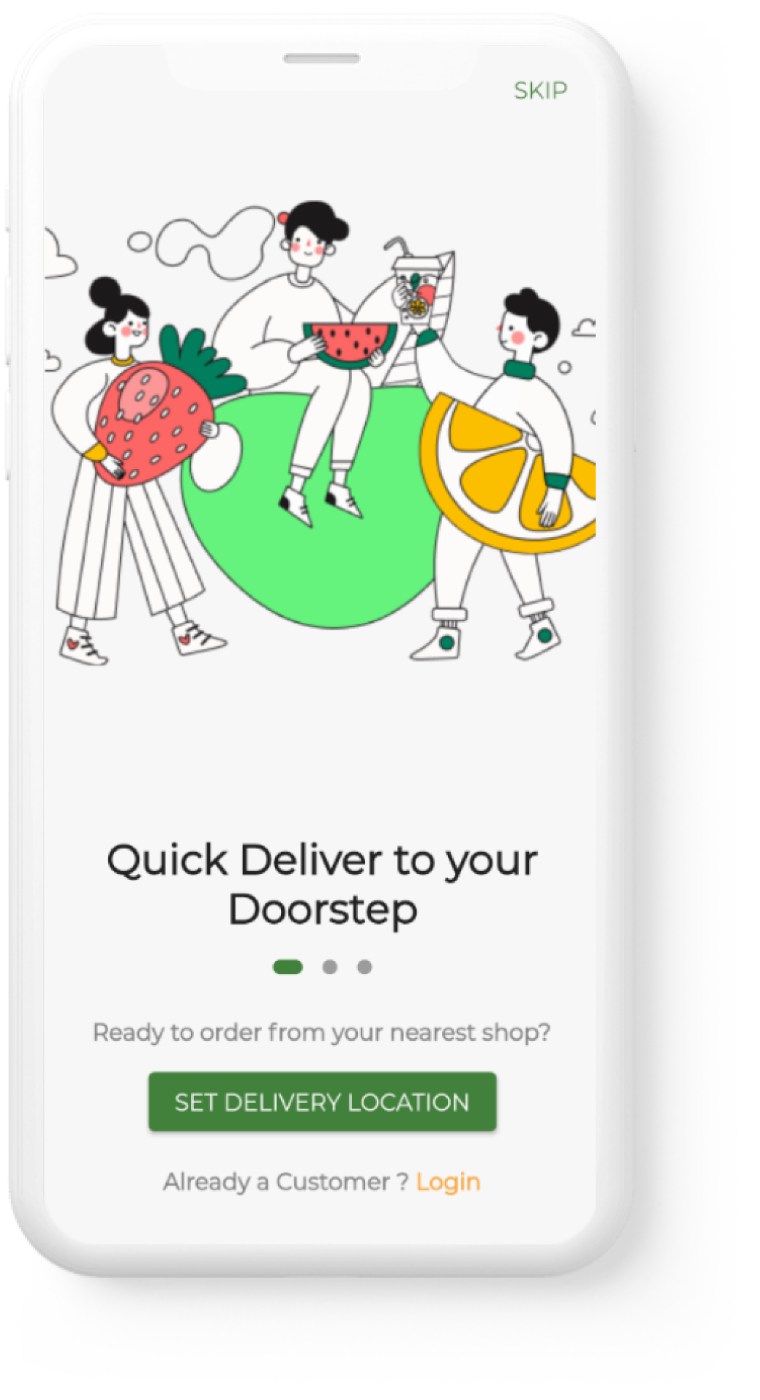 SKIP
Quick Deliver to your
Doorstep
Ready to order from your nearest shop?
SET DELIVERY LOCATION
Already a Customer ? Login